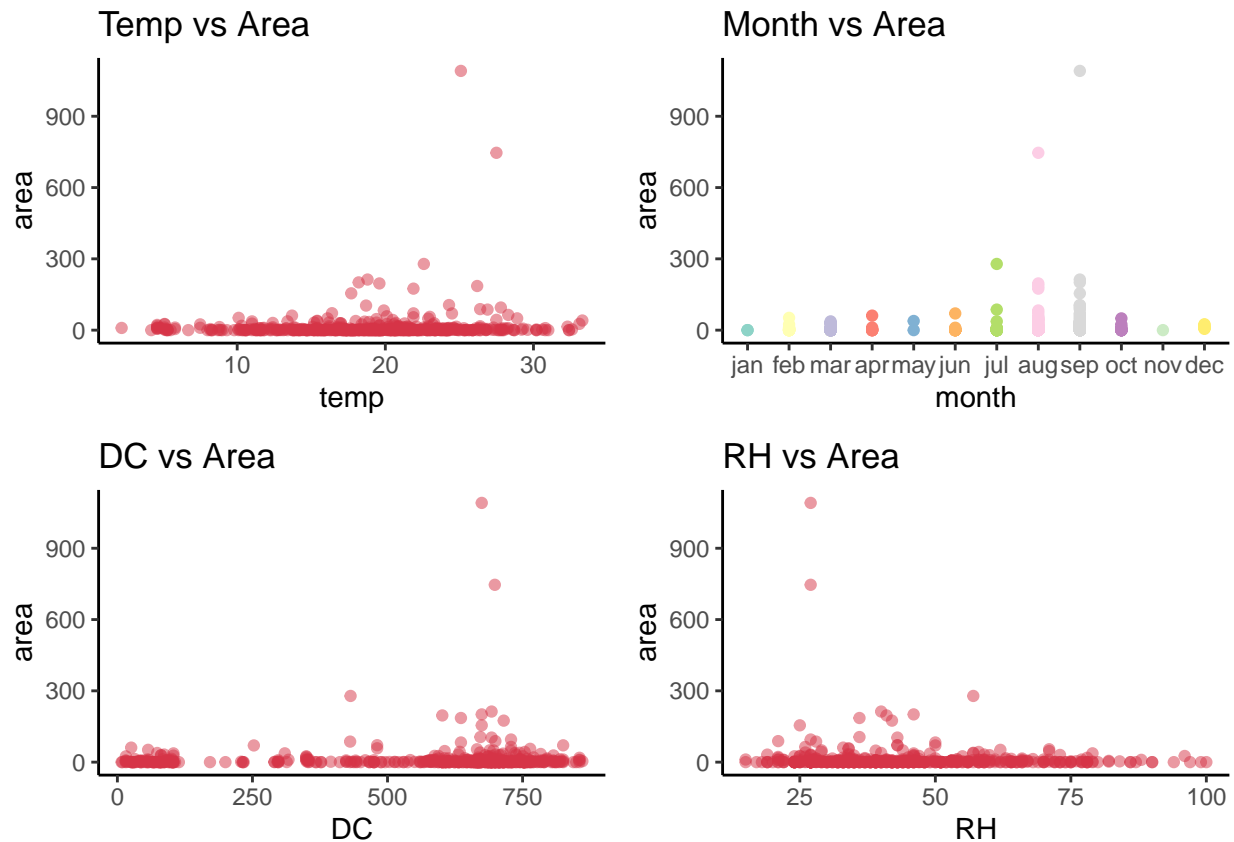 Temp vs Area
900
600
300
0
area
10 20 30
temp
Month vs Area
900
600
300
0
area
jan feb mar apr may jun jul aug sep oct nov dec
month
DC vs Area
900
600
300
0
area
0 250 500 750
DC
RH vs Area
900
600
300
0
area
25 50 75 100
RH